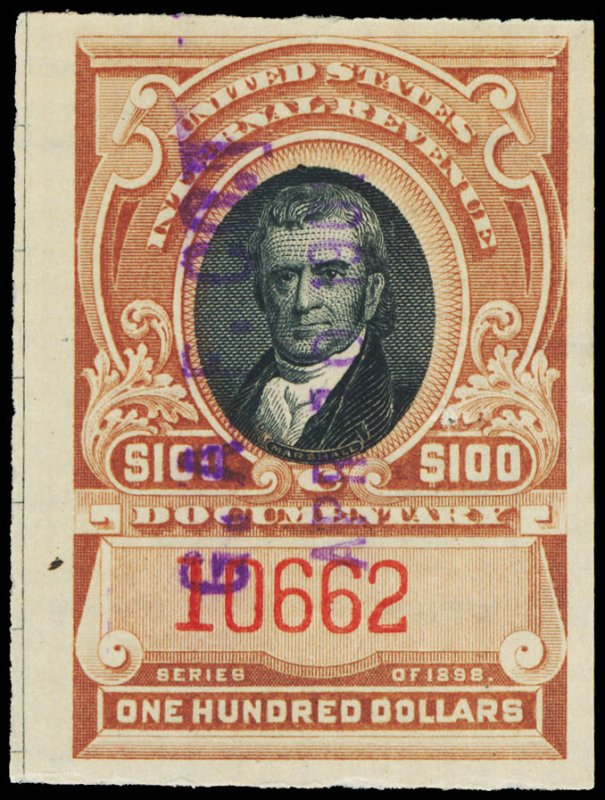 UNITED STATES
INTERNAL REVENUE
MARSHALL
$100 $100
DOCUMENTARY
10662
SERIES OF 1898.
ONE HUNDRED DOLLARS